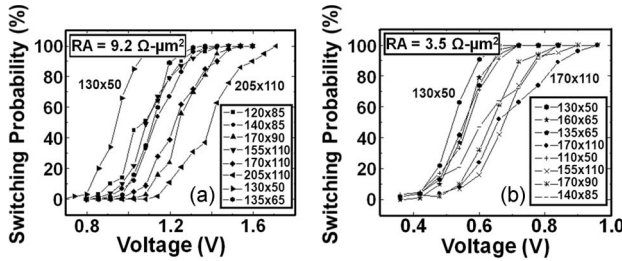 Switching Probability (%)
100
80
60
40
20
0
RA = 9.2 Ω-μm²
130x50
205x110
120x85
140x85
170x90
155x110
170x110
205x110
130x50
135x65
(a)
0.8 1.2 1.6
Voltage (V)
Switching Probability (%)
100
80
60
40
20
0
RA = 3.5 Ω-μm²
130x50
170x110
130x50
160x65
135x65
170x110
110x50
155x110
170x90
140x85
(b)
0.4 0.6 0.8 1.0
Voltage (V)